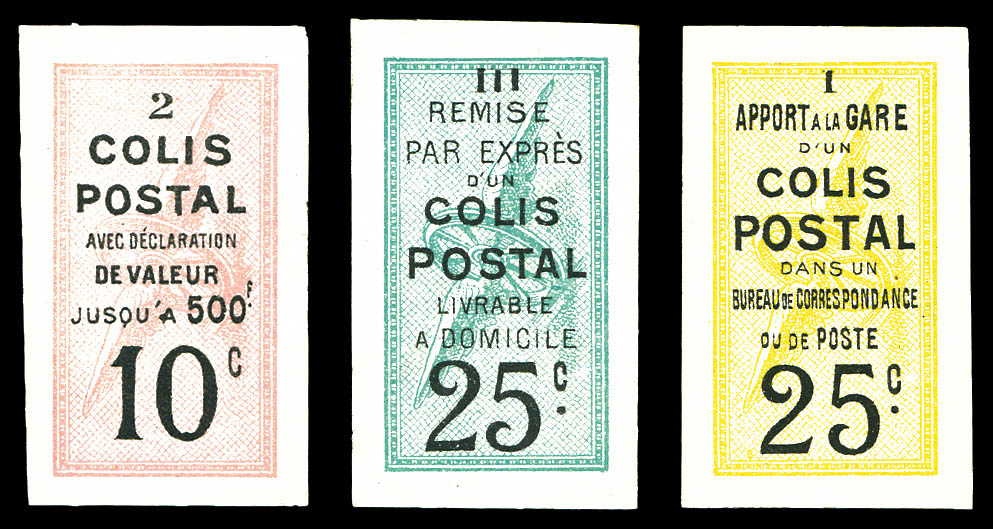 2
COLIS
POSTAL
AVEC DÉCLARATION
DE VALEUR
JUSQU'A 500F.
10C
III
REMISE
PAR EXPRÈS
D'UN
COLIS
POSTAL
LIVRABLE
A DOMICILE
25C.
I
APPORT A LA GARE
D'UN
COLIS
POSTAL
DANS UN
BUREAU DE CORRESPONDANCE
OU DE POSTE
25C.